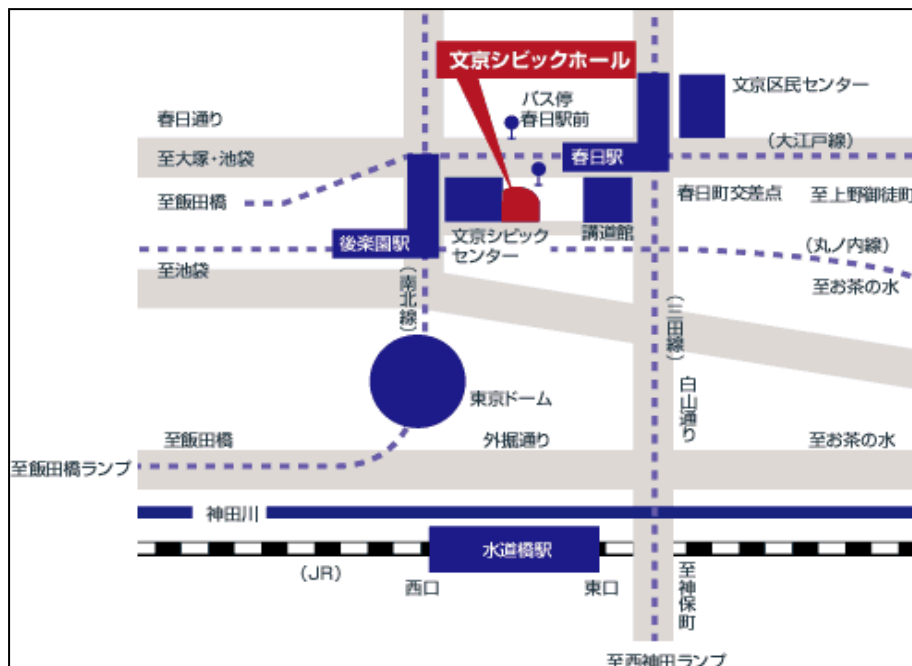 文京シビックホール
文京区民センター
バス停
春日駅前
春日通り
(大江戸線)
至大塚・池袋
春日駅
至飯田橋
春日町交差点
至上野御徒町
後楽園駅
文京シビック
センター
講道館
(丸ノ内線)
至池袋
至お茶の水
(南北線)
(三田線)
白山通り
東京ドーム
至飯田橋
外掘通り
至お茶の水
至飯田橋ランプ
神田川
水道橋駅
(JR)
西口
東口
至神保町
至西神田ランプ